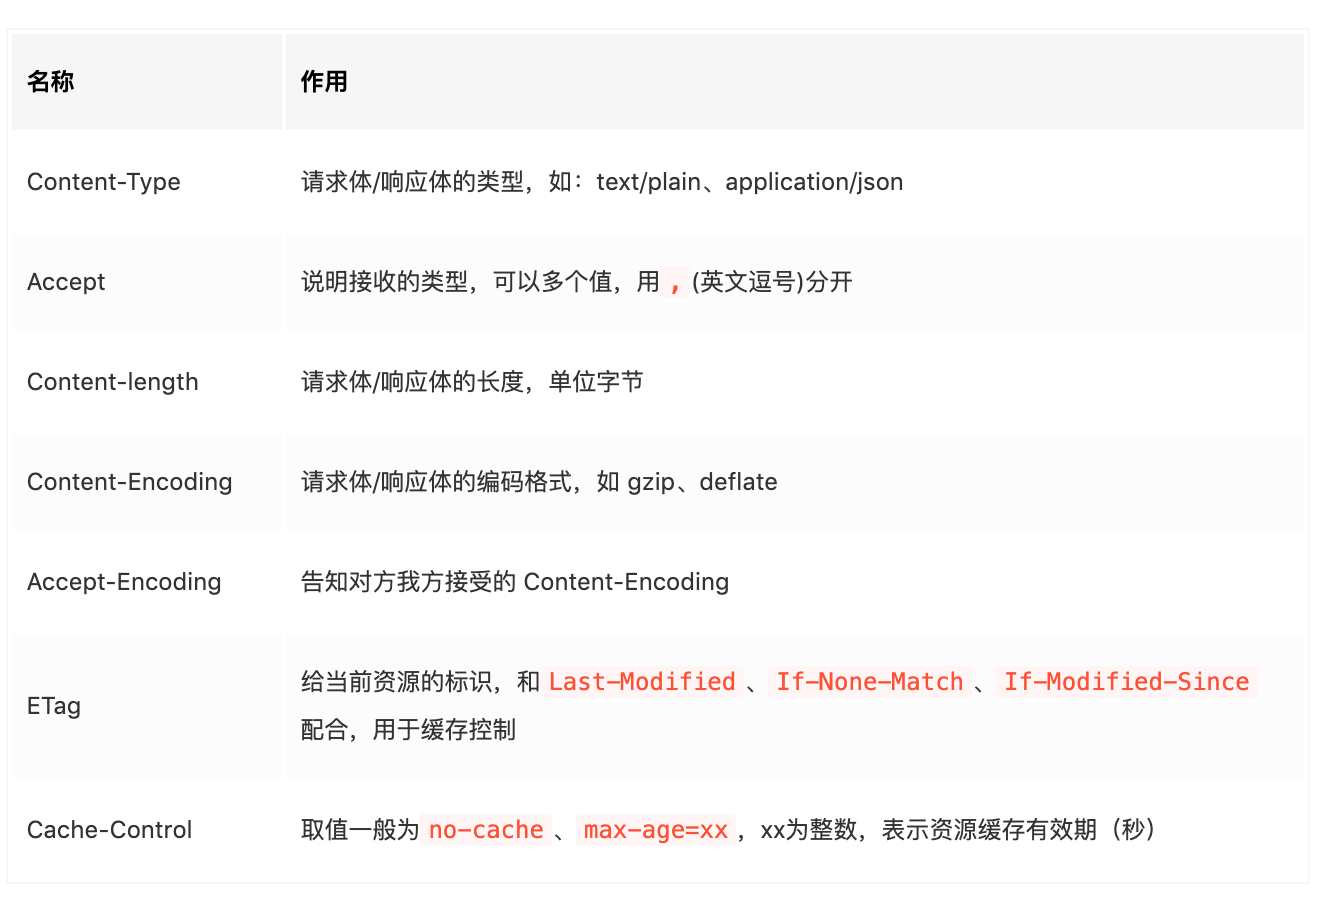 名称 作用
Content-Type 请求体/响应体的类型，如：text/plain、application/json
Accept 说明接收的类型，可以多个值，用 , (英文逗号)分开
Content-length 请求体/响应体的长度，单位字节
Content-Encoding 请求体/响应体的编码格式，如 gzip、deflate
Accept-Encoding 告知对方我方接受的 Content-Encoding
ETag 给当前资源的标识，和 Last-Modified 、 If-None-Match 、 If-Modified-Since
配合，用于缓存控制
Cache-Control 取值一般为 no-cache 、 max-age=xx ，xx为整数，表示资源缓存有效期（秒）